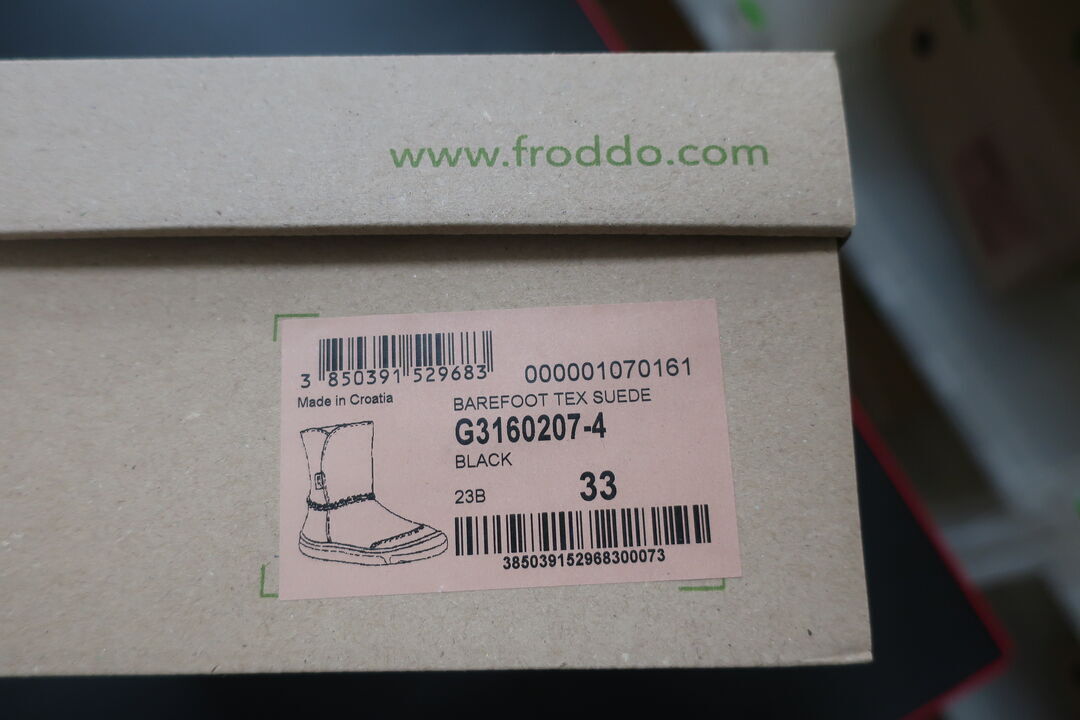 www.froddo.com
3 850391 529683
000001070161
Made in Croatia
BAREFOOT TEX SUEDE
G3160207-4
BLACK
23B
33
385039152968300073